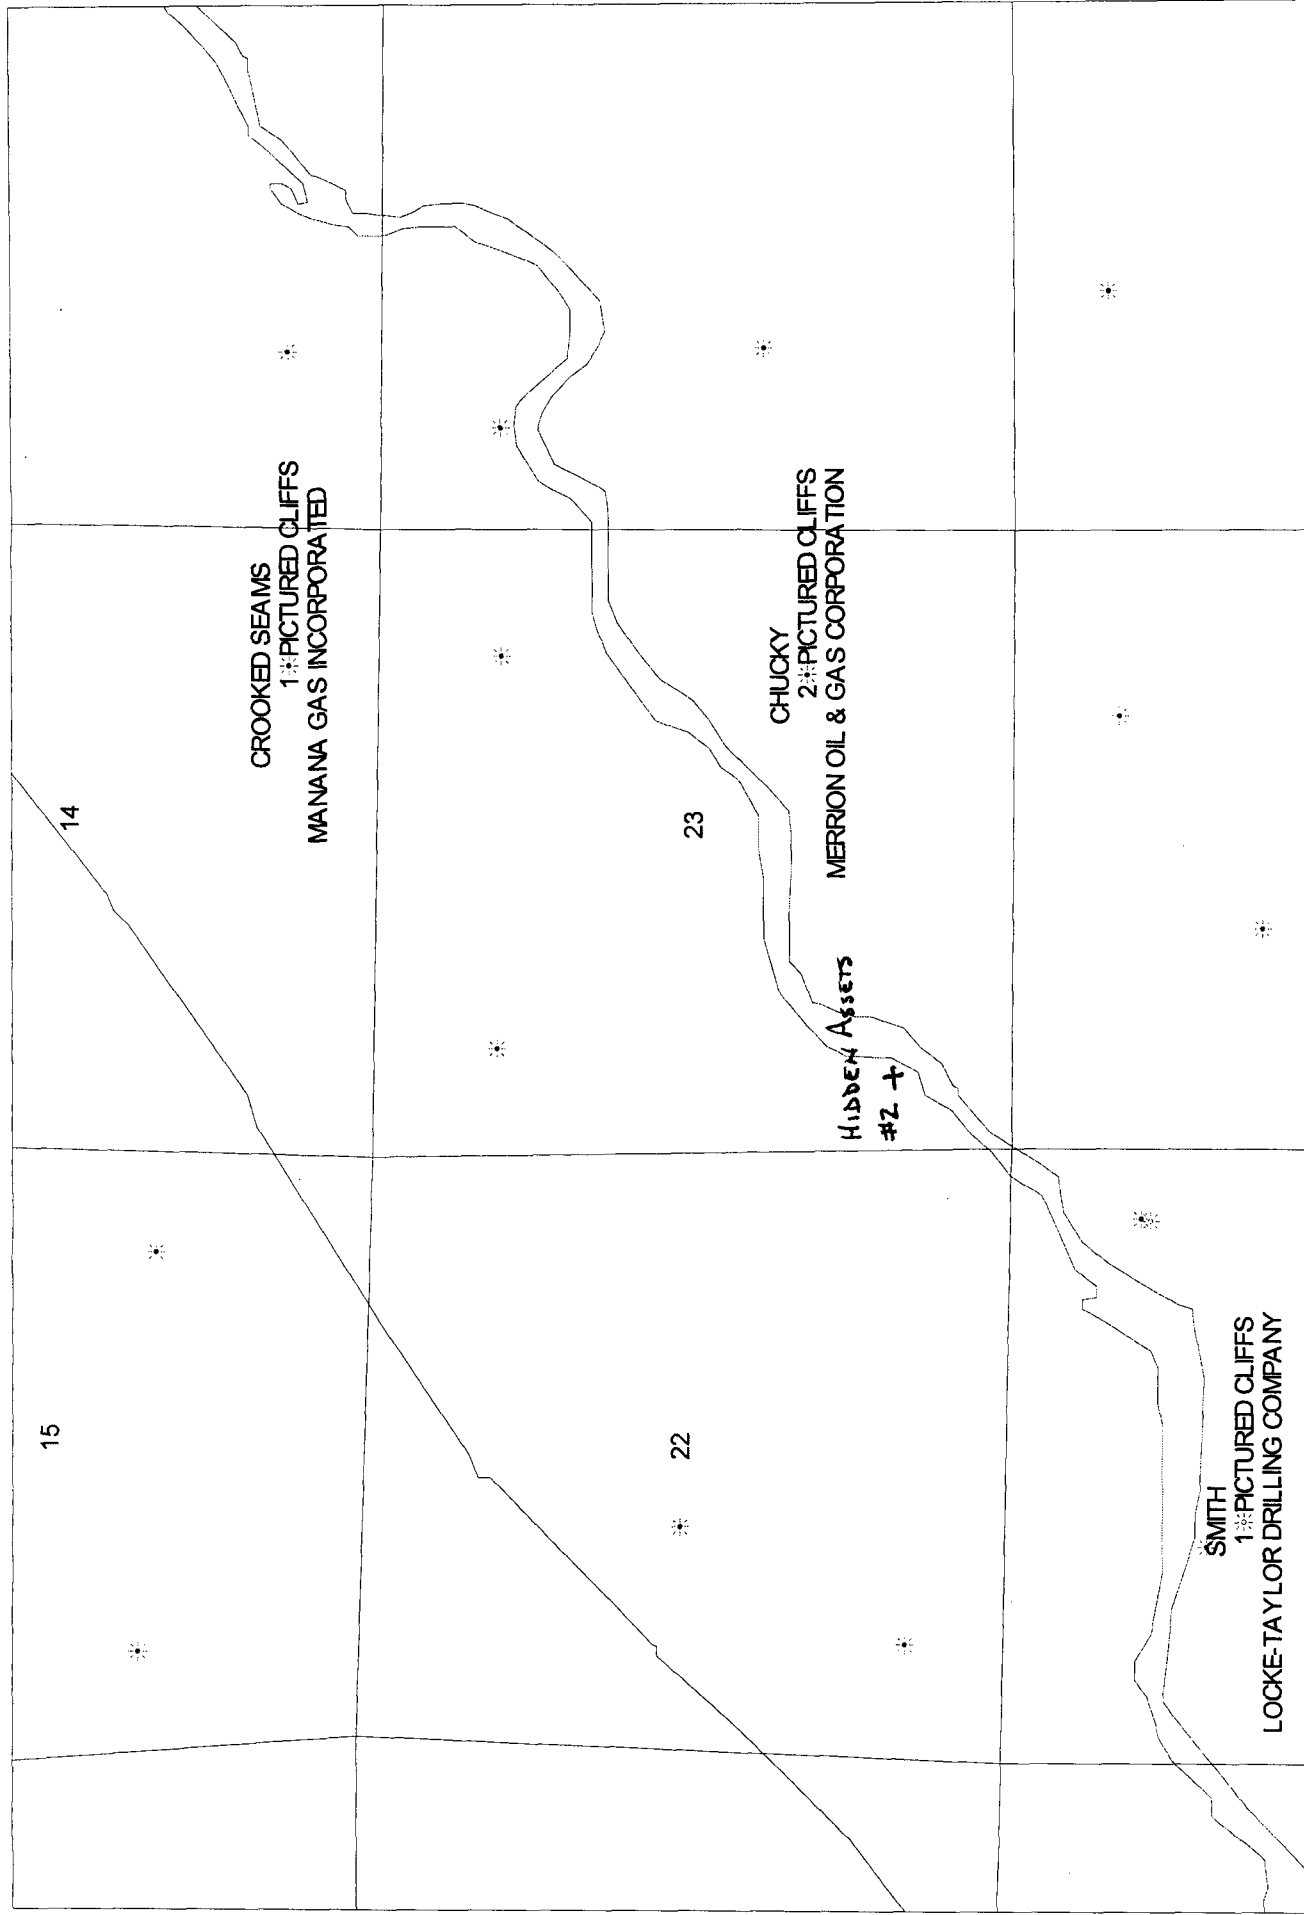 15
14
CROOKED SEAMS
1 PICTURED CLIFFS
MANANA GAS INCORPORATED
22
23
HIDDEN ASSETS
#2 +
CHUCKY
2 PICTURED CLIFFS
MERRION OIL & GAS CORPORATION
SMITH
1 PICTURED CLIFFS
LOCKE-TAYLOR DRILLING COMPANY